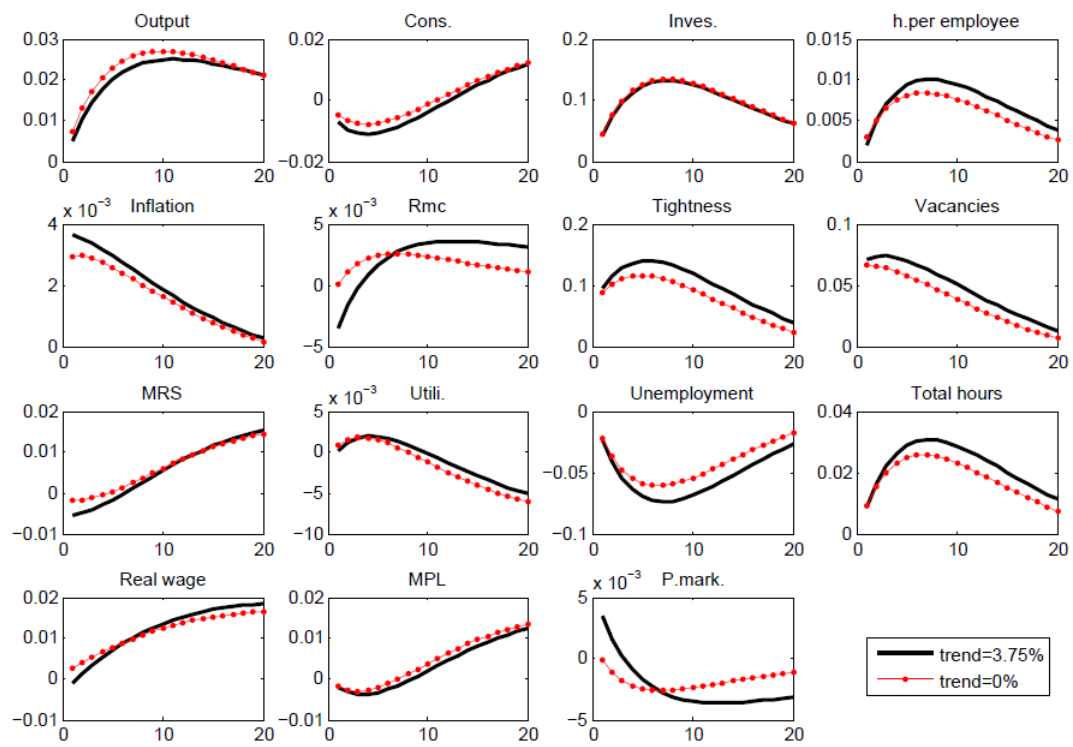 Output Cons. Inves. h.per employee
0.03 0.02 0.2 0.015
0.02 0.01
0 0.1
0.01 0.005
0 −0.02 0 0
0 10 20 0 10 20 0 10 20 0 10 20
Inflation Rmc Tightness Vacancies
x 10−3 x 10−3
4 5 0.2 0.1
2 0 0.1 0.05
0 −5 0 0
0 10 20 0 10 20 0 10 20 0 10 20
MRS Utili. Unemployment Total hours
x 10−3
0.02 5 0 0.04
0.01 0
−0.05 0.02
0 −5
−0.01 −10 −0.1 0
0 10 20 0 10 20 0 10 20 0 10 20
Real wage MPL P.mark.
x 10−3
0.02 0.02 5
0.01 0.01
0
0 0
−0.01 −0.01 −5
0 10 20 0 10 20 0 10 20
trend=3.75%
trend=0%